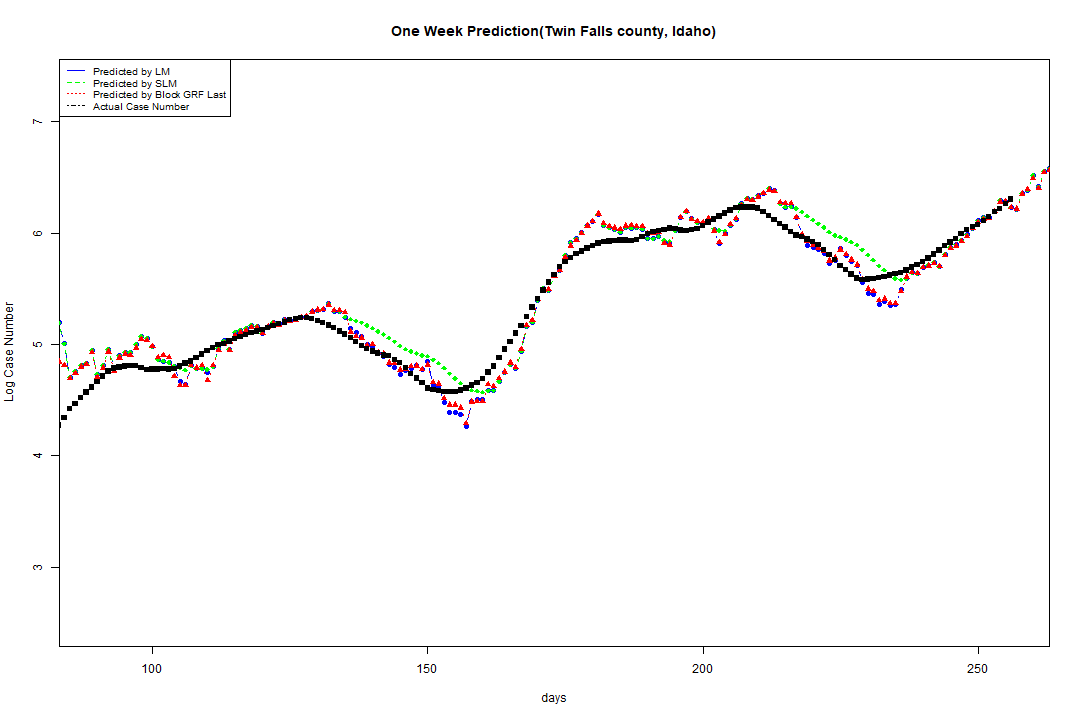 One Week Prediction(Twin Falls county, Idaho)
Predicted by LM
Predicted by SLM
Predicted by Block GRF Last
Actual Case Number
7
6
5
4
3
Log Case Number
100
150
200
250
days